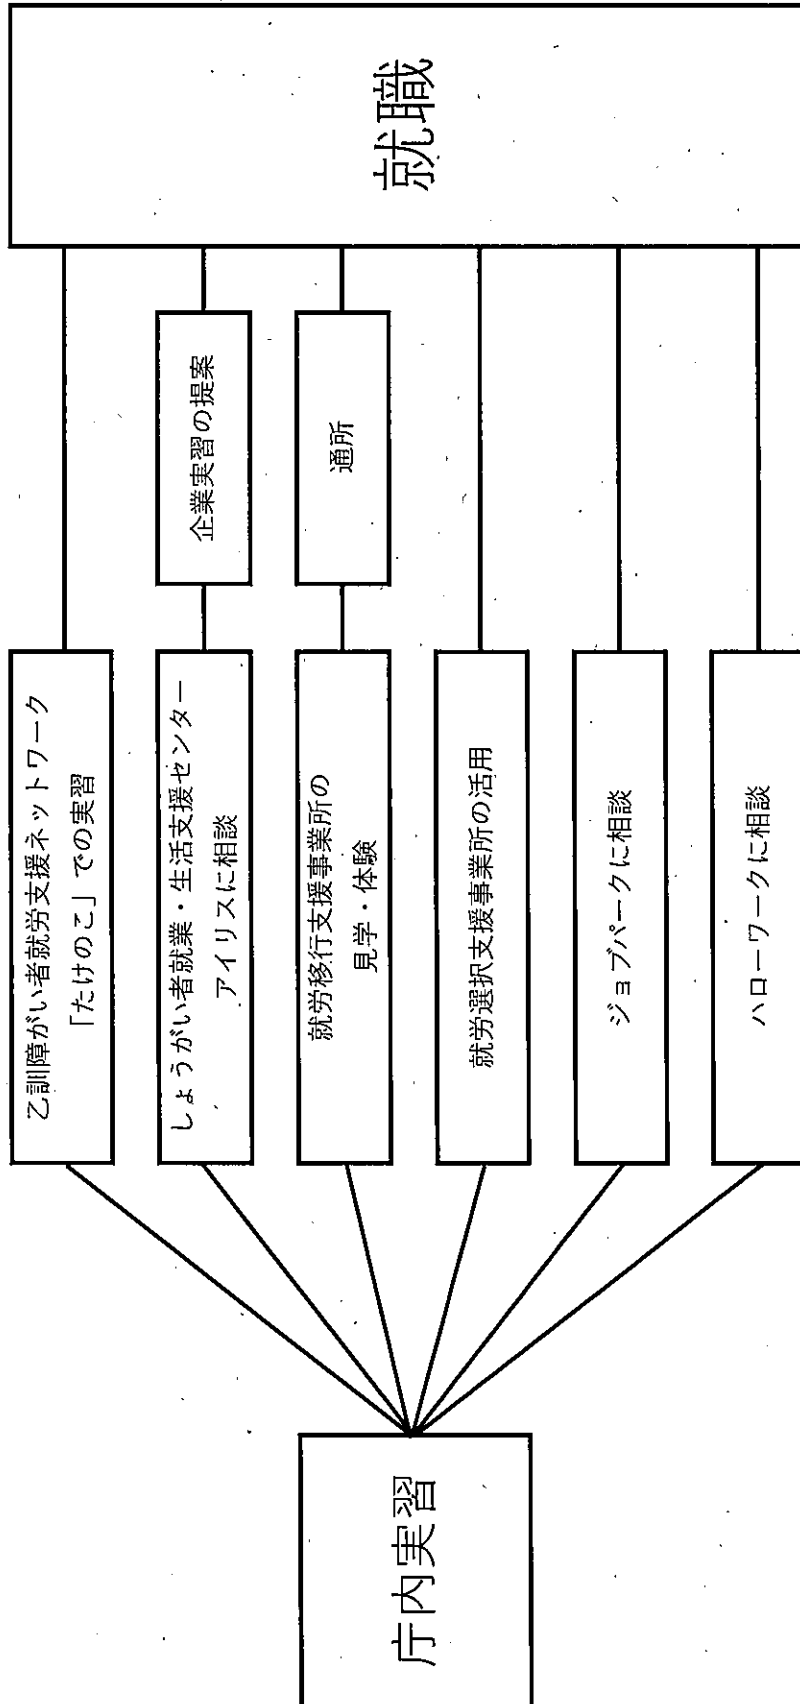 庁内実習
乙訓障がい者就労支援ネットワーク
「たけのこ」での実習
しょうがい者就業・生活支援センター
アイリスに相談
企業実習の提案
就労移行支援事業所の
見学・体験
通所
就労選択支援事業所の活用
ジョブパークに相談
ハローワークに相談
就職